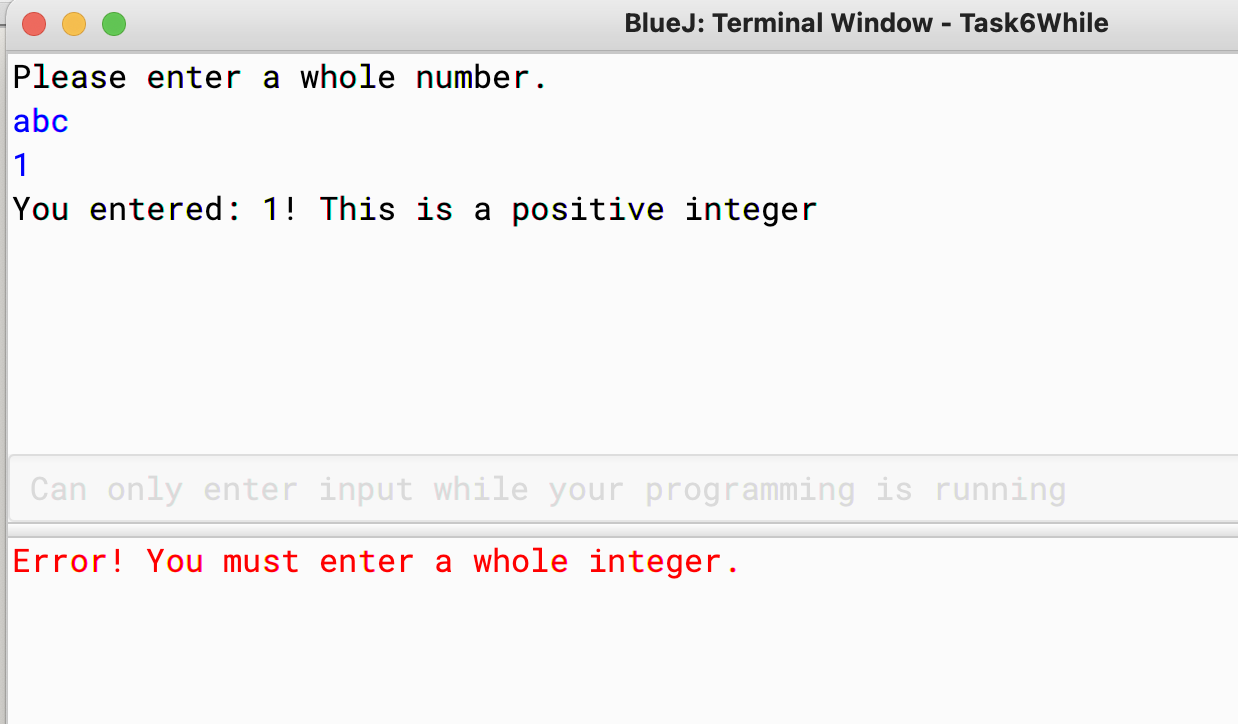 BlueJ: Terminal Window - Task6While
Please enter a whole number.
abc
1
You entered: 1! This is a positive integer
Can only enter input while your programming is running
Error! You must enter a whole integer.